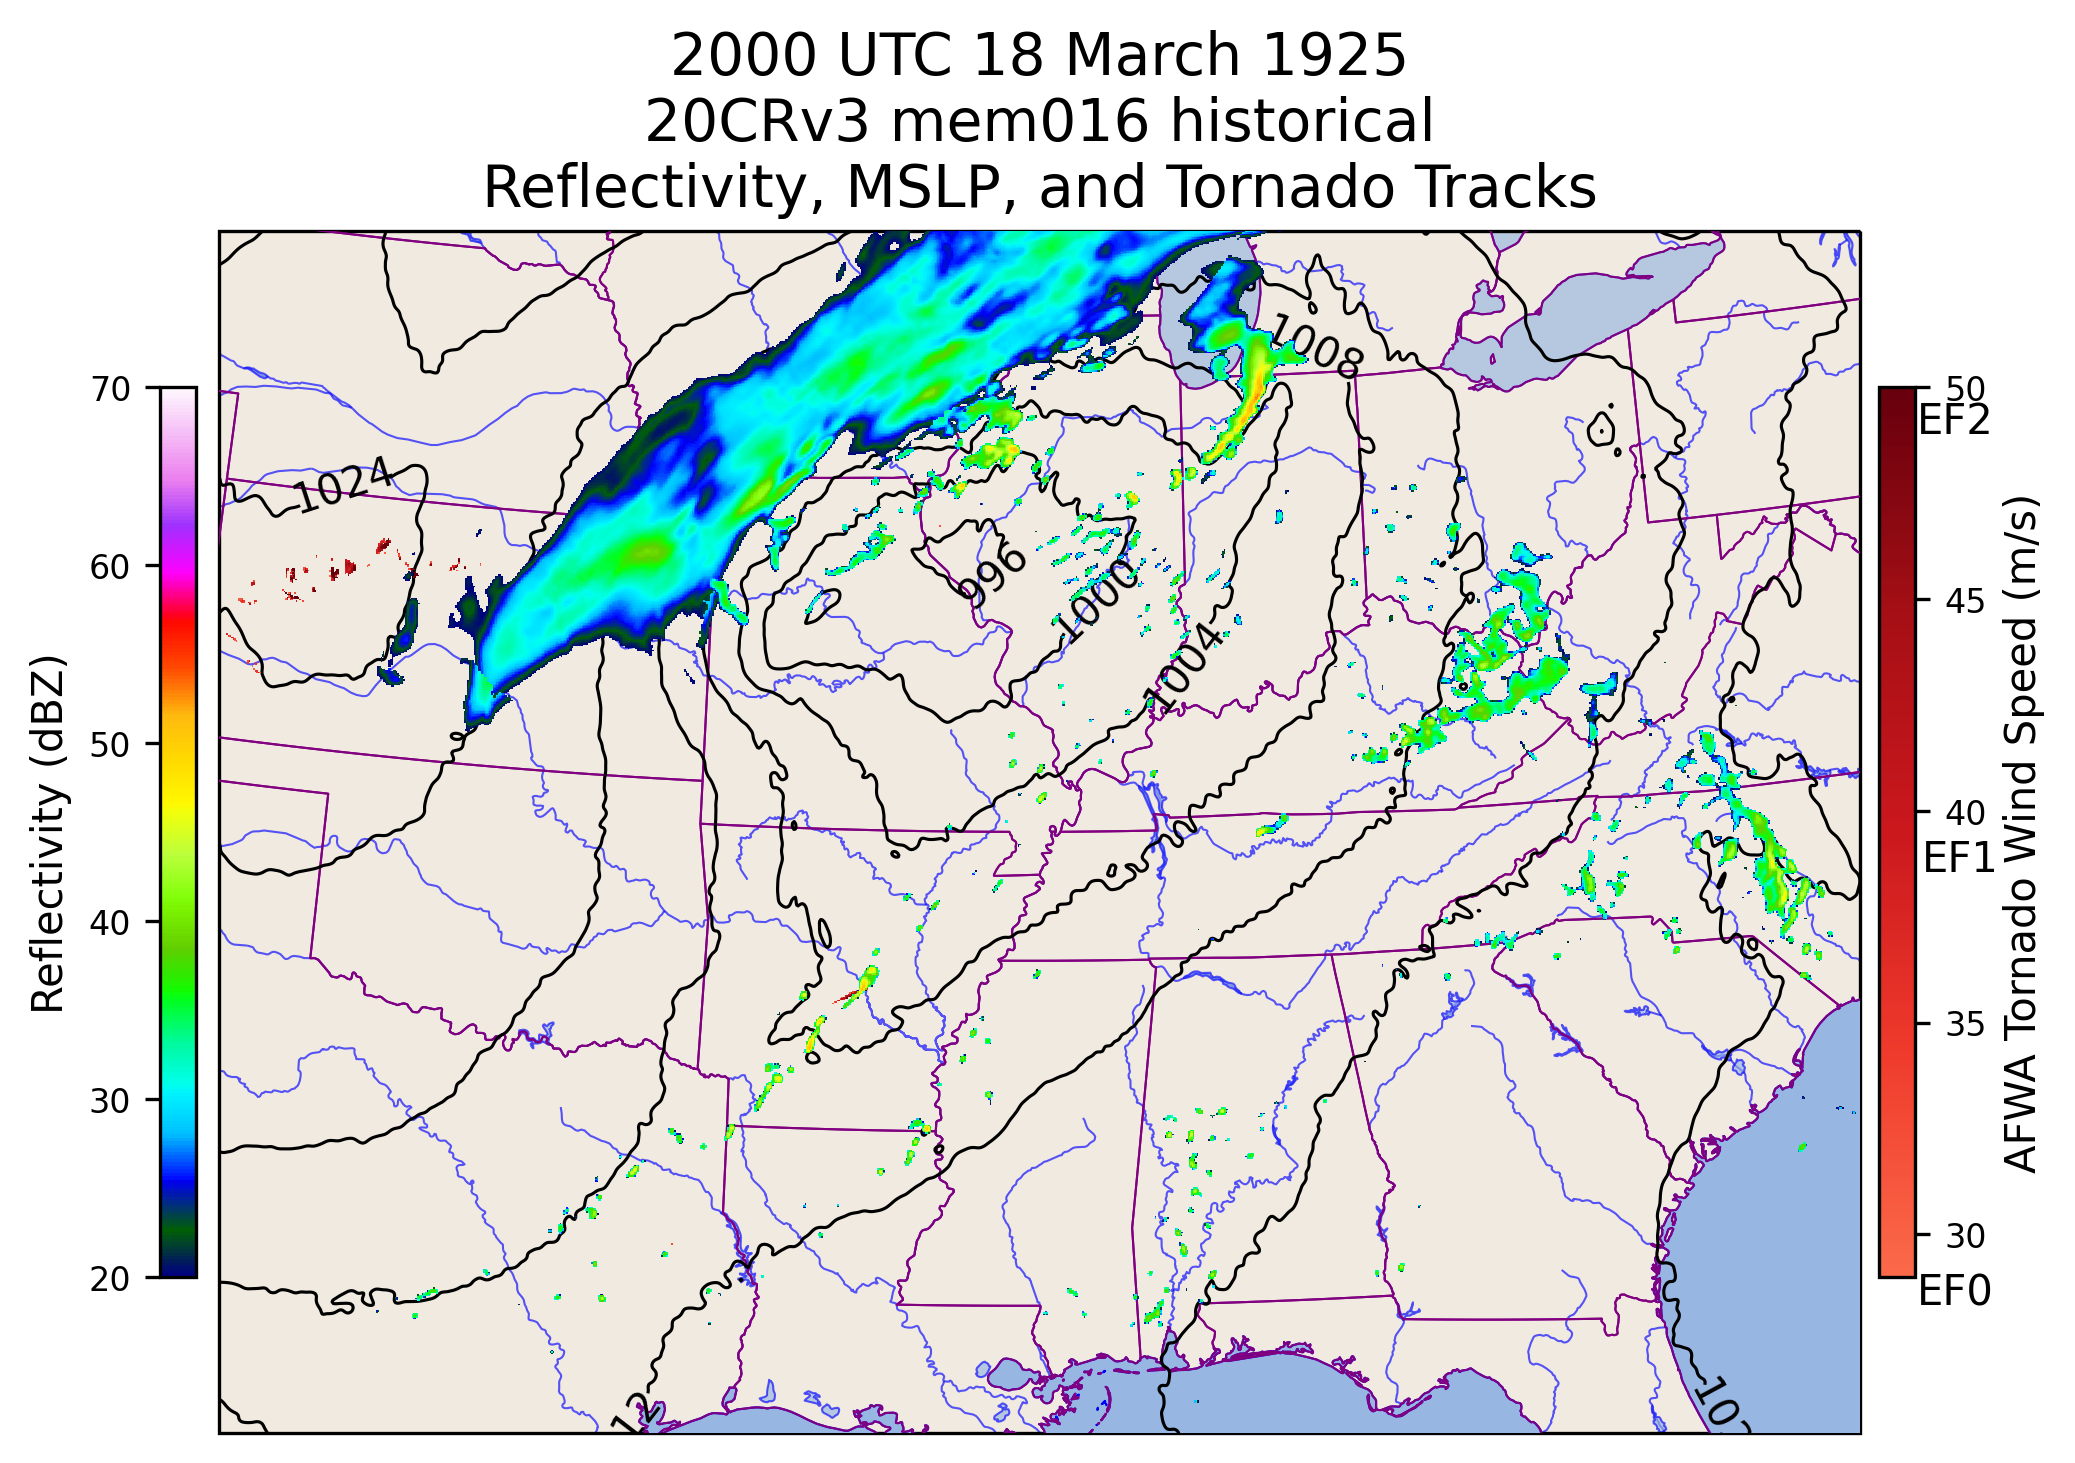 2000 UTC 18 March 1925
20CRv3 mem016 historical
Reflectivity, MSLP, and Tornado Tracks
1008
1024
996
1000
1004
70
60
50
40
30
20
Reflectivity (dBZ)
50
EF2
45
40
EF1
35
30
EF0
AFWA Tornado Wind Speed (m/s)